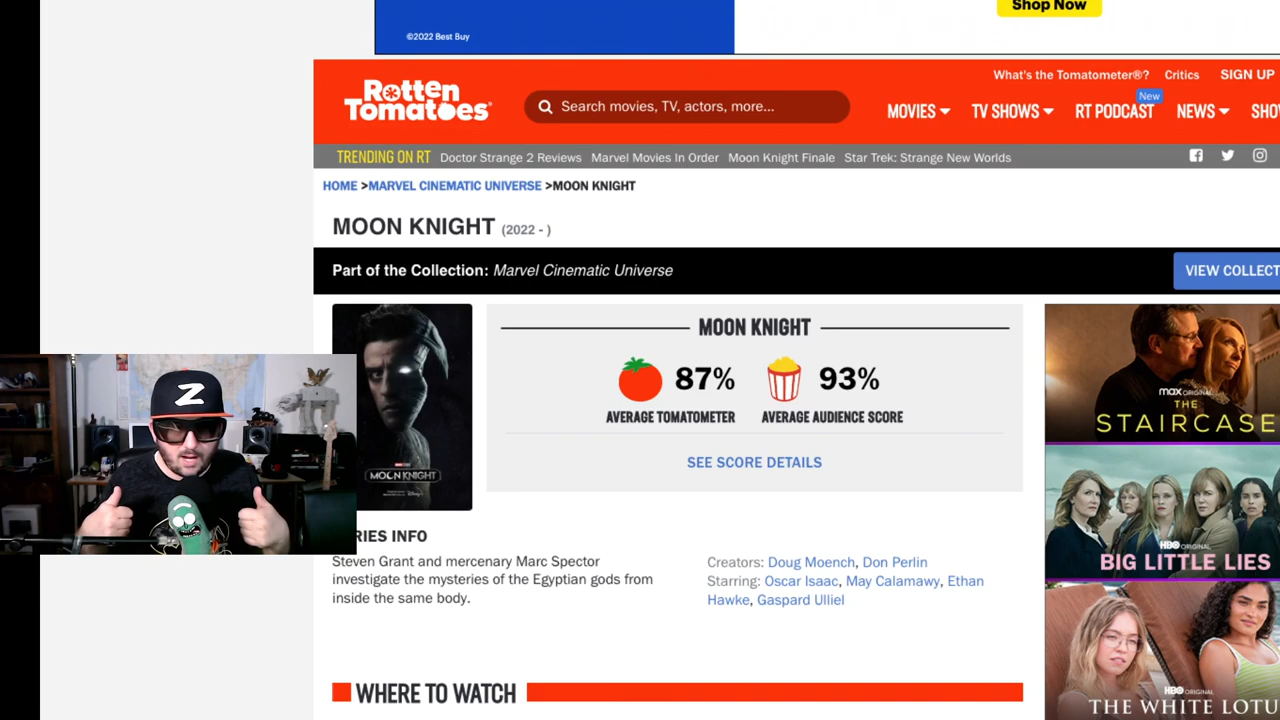 Shop Now
©2022 Best Buy
What's the Tomatometer®? Critics SIGN UP
Rotten
Tomatoes®
Search movies, TV, actors, more...
New
MOVIES TV SHOWS RT PODCAST NEWS SHO
TRENDING ON RT Doctor Strange 2 Reviews Marvel Movies In Order Moon Knight Finale Star Trek: Strange New Worlds
HOME >MARVEL CINEMATIC UNIVERSE >MOON KNIGHT
MOON KNIGHT (2022 - )
Part of the Collection: Marvel Cinematic Universe
VIEW COLLECT
MOON KNIGHT
87% 93%
AVERAGE TOMATOMETER AVERAGE AUDIENCE SCORE
SEE SCORE DETAILS
Z
MOON KNIGHT
RIES INFO
Steven Grant and mercenary Marc Spector
investigate the mysteries of the Egyptian gods from
inside the same body.
Creators: Doug Moench, Don Perlin
Starring: Oscar Isaac, May Calamawy, Ethan
Hawke, Gaspard Ulliel
WHERE TO WATCH
max ORIGINAL
THE
STAIRCASE
HBO ORIGINAL
BIG LITTLE LIES
HBO ORIGINAL
THE WHITE LOTU